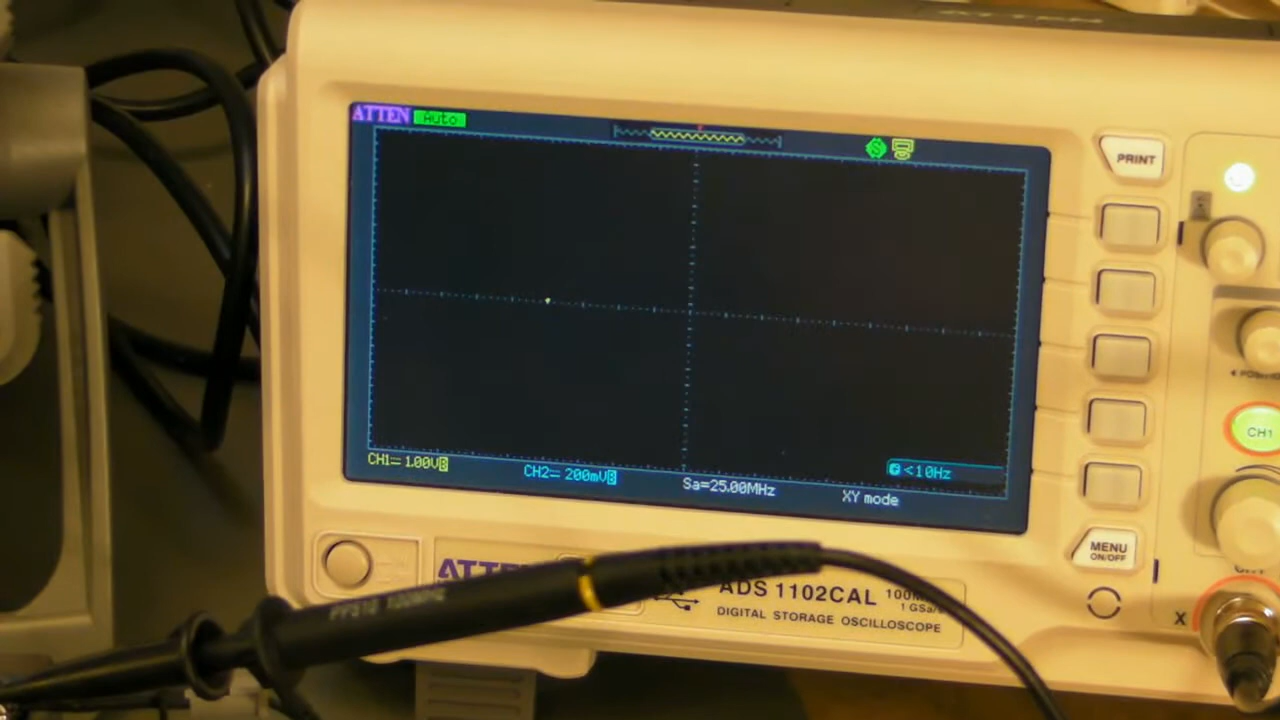 ATTEN
ATTEN Auto
PRINT
CH1
CH1 1.00V B
CH2 200mV B
Sa=25.00MHz
XY mode
<10Hz
MENU
ON/OFF
X
ADS 1102CAL
DIGITAL STORAGE OSCILLOSCOPE